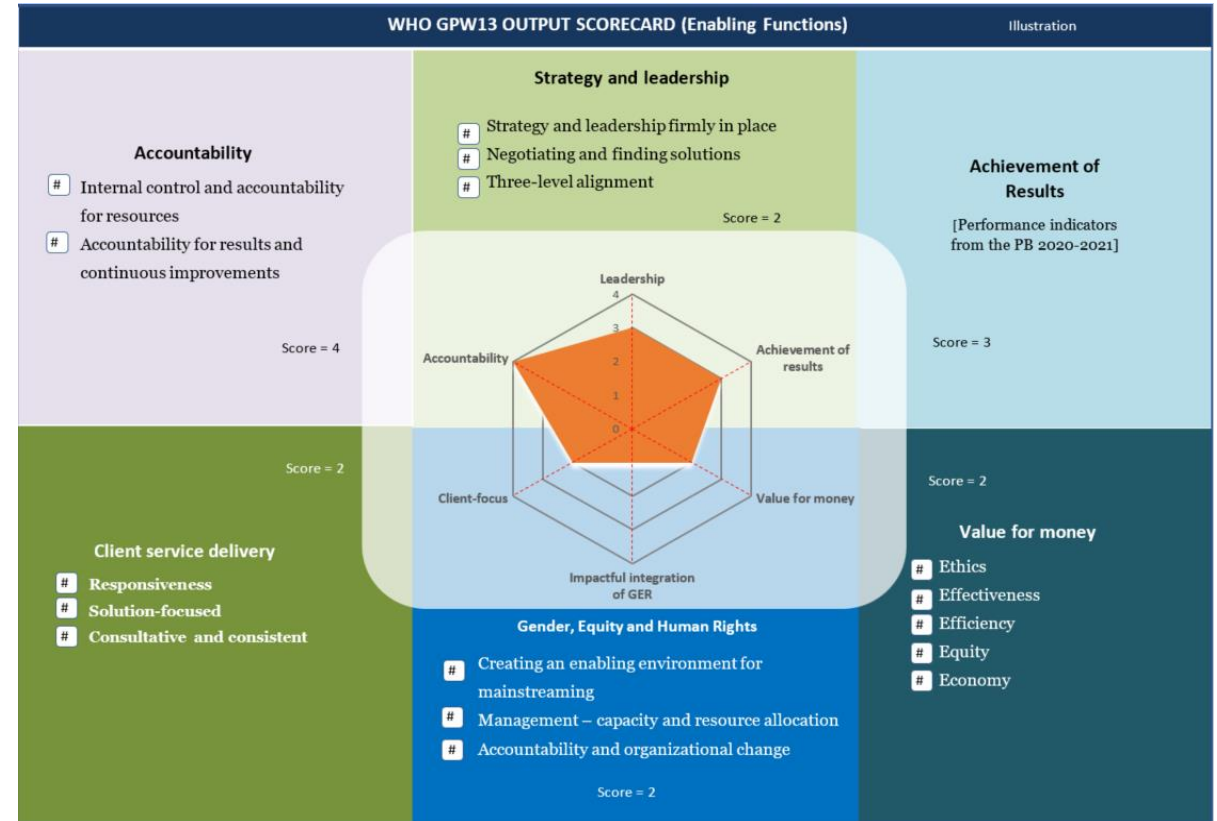 WHO GPW13 OUTPUT SCORECARD (Enabling Functions)
Illustration
Accountability
# Internal control and accountability
for resources
# Accountability for results and
continuous improvements
Score = 4
Strategy and leadership
# Strategy and leadership firmly in place
# Negotiating and finding solutions
# Three-level alignment
Score = 2
Achievement of
Results
[Performance indicators
from the PB 2020-2021]
Score = 3
Leadership
4
3
2
1
0
Accountability
Achievement of
results
Client-focus
Value for money
Impactful integration
of GER
Score = 2
Client service delivery
# Responsiveness
# Solution-focused
# Consultative and consistent
Gender, Equity and Human Rights
# Creating an enabling environment for
mainstreaming
# Management – capacity and resource allocation
# Accountability and organizational change
Score = 2
Score = 2
Value for money
# Ethics
# Effectiveness
# Efficiency
# Equity
# Economy